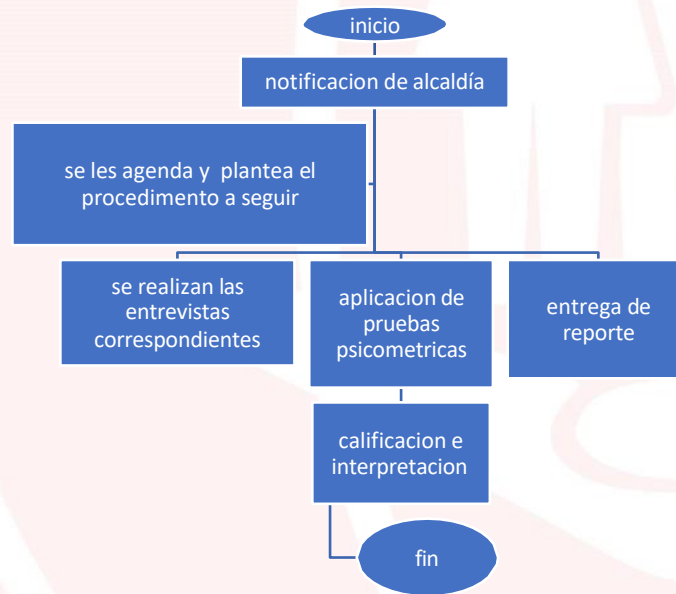 inicio
notificacion de alcaldía
se les agenda y plantea el
procedimento a seguir
se realizan las
entrevistas
correspondientes
aplicacion de
pruebas
psicometricas
entrega de
reporte
calificacion e
interpretacion
fin